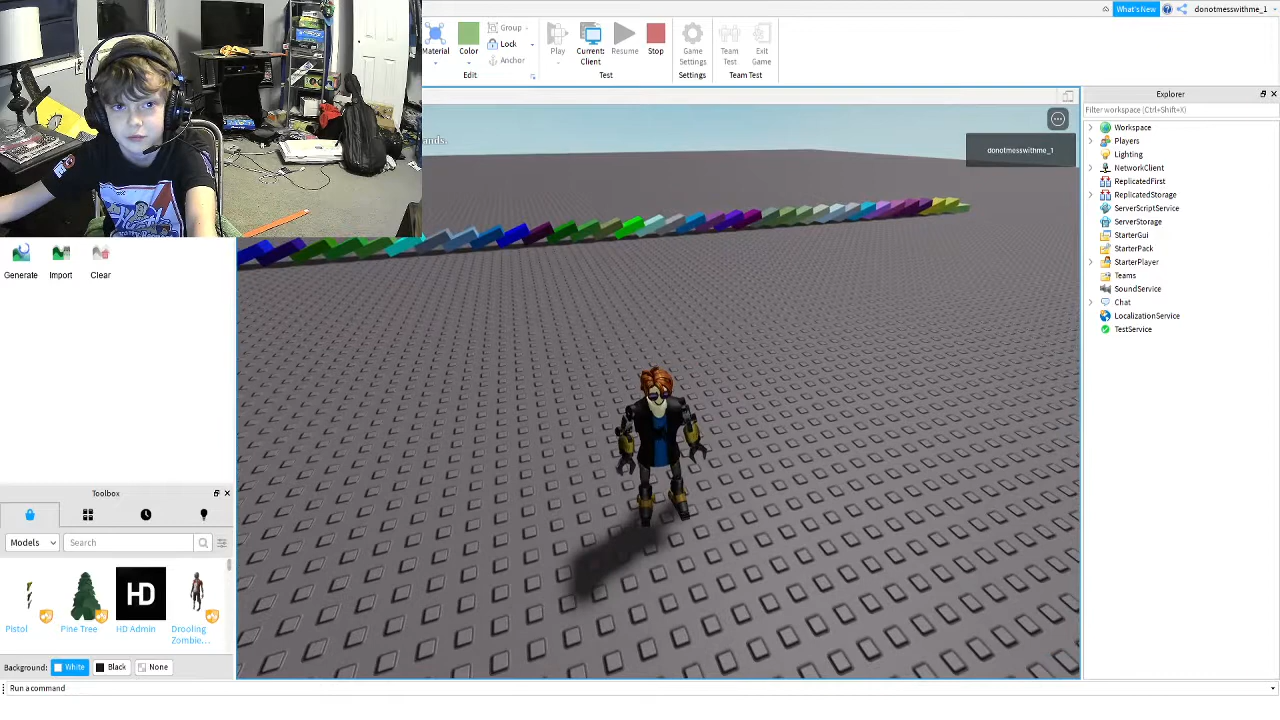 What's New
donotmesswithme_1
Material
Color
Group
Lock
Anchor
Edit
Play
Current:
Client
Resume
Stop
Test
Game
Settings
Settings
Team
Test
Exit
Game
Team Test
ands.
donotmesswithme_1
Explorer
Filter workspace (Ctrl+Shift+X)
Workspace
Players
Lighting
NetworkClient
ReplicatedFirst
ReplicatedStorage
ServerScriptService
ServerStorage
StarterGui
StarterPack
StarterPlayer
Teams
SoundService
Chat
LocalizationService
TestService
Generate
Import
Clear
Toolbox
Models
Search
HD
Pistol
Pine Tree
HD Admin
Drooling
Zombie...
Background:
White
Black
None
Run a command